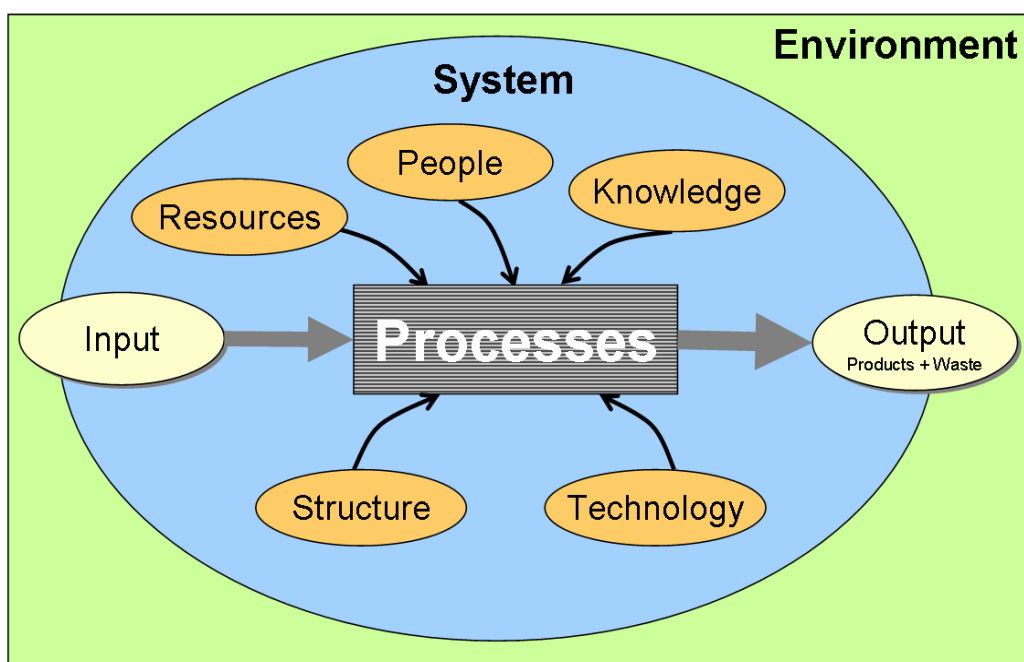 Environment
System
People
Knowledge
Resources
Input
Processes
Output
Products + Waste
Structure
Technology